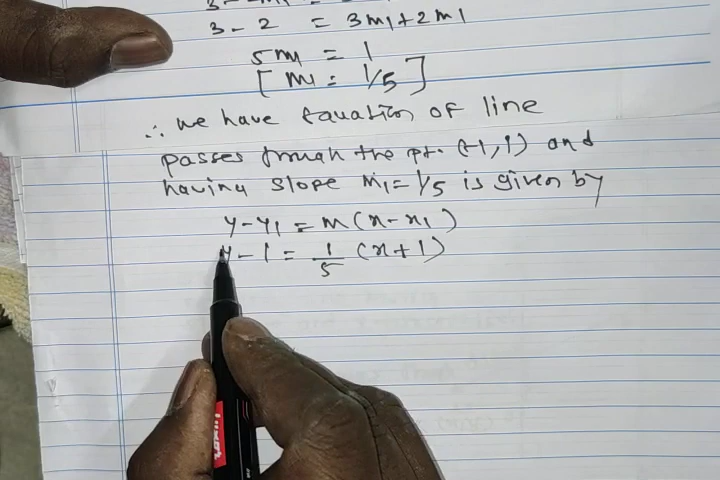 3 - 2 = 3m1 + 2m1
5m1 = 1
[ m1 = 1/5 ]
∴ we have Equation of line
passes through the pt. (-1, 1) and
having slope m1 = 1/5 is given by
y - y1 = m (x - x1)
y - 1 = 1/5 (x + 1)